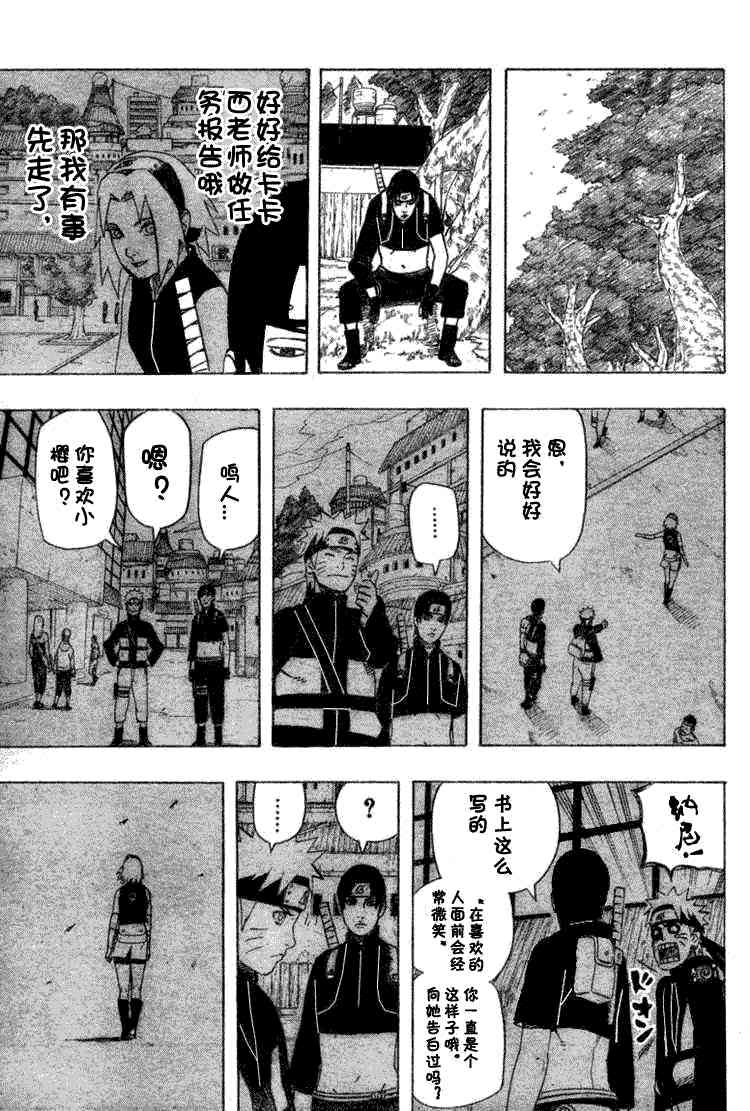 好好给卡卡
西老师做任
务报告哦
那我有事
先走了，
恩，
我会好好
说的
……
鸣人…
嗯？
你喜欢小
樱吧？
纳尼！
书上这么
写的
“在喜欢的
人面前会经
常微笑”
你一直是个
这样子哦。
向她告白过吗？
ドキン
？
……